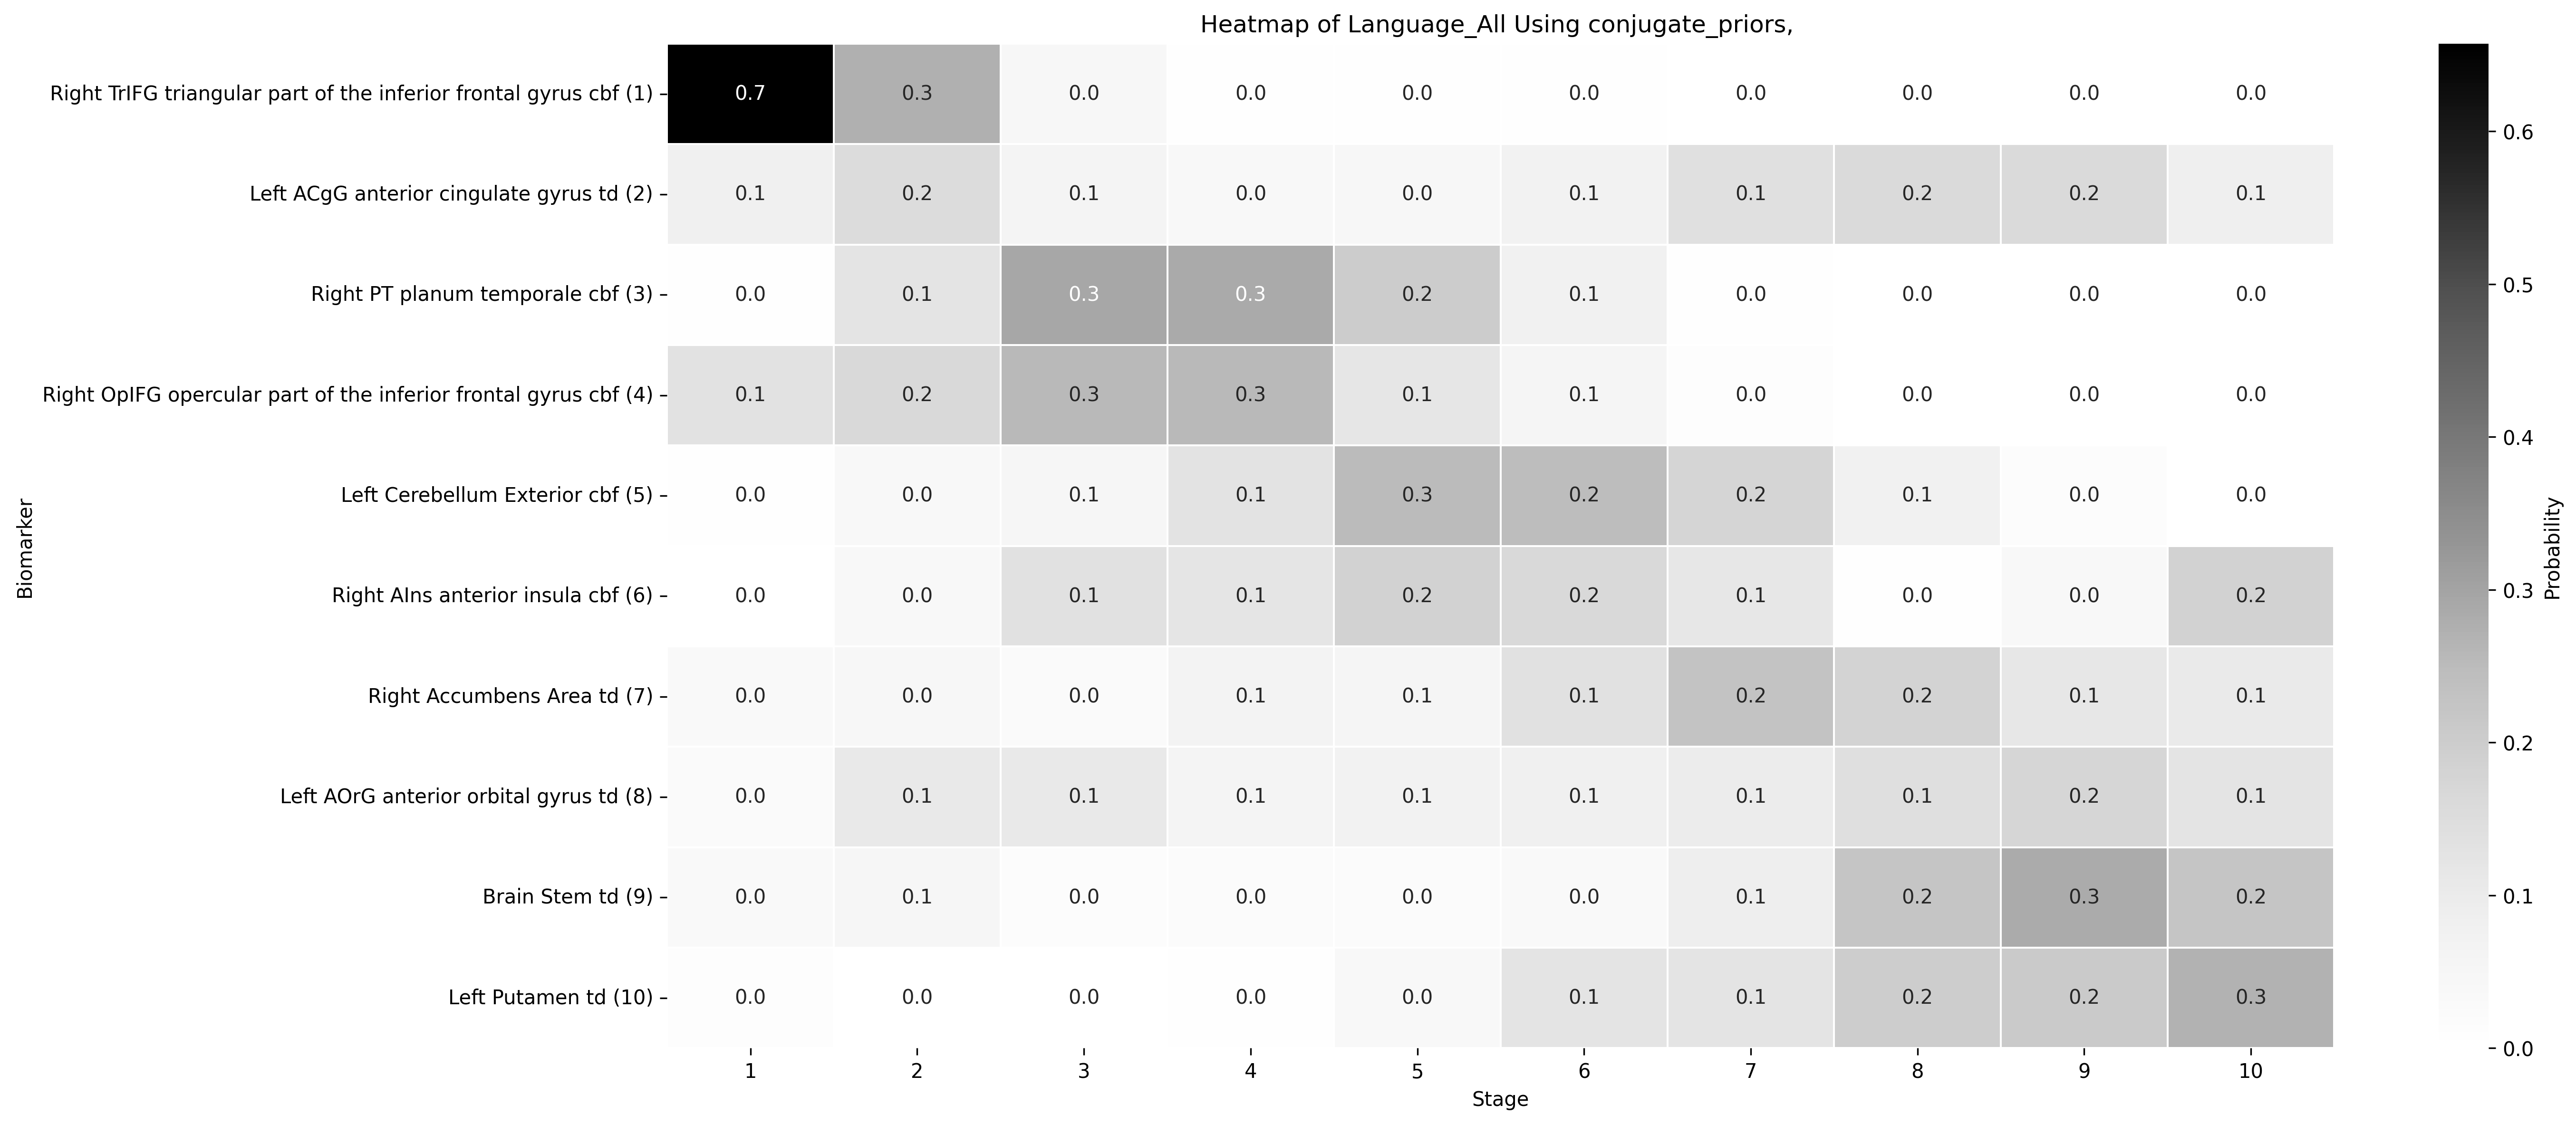 Heatmap of Language_All Using conjugate_priors,
Right TrIFG triangular part of the inferior frontal gyrus cbf (1) 0.7 0.3 0.0 0.0 0.0 0.0 0.0 0.0 0.0 0.0
Left ACgG anterior cingulate gyrus td (2) 0.1 0.2 0.1 0.0 0.0 0.1 0.1 0.2 0.2 0.1
Right PT planum temporale cbf (3) 0.0 0.1 0.3 0.3 0.2 0.1 0.0 0.0 0.0 0.0
Right OpIFG opercular part of the inferior frontal gyrus cbf (4) 0.1 0.2 0.3 0.3 0.1 0.1 0.0 0.0 0.0 0.0
Left Cerebellum Exterior cbf (5) 0.0 0.0 0.1 0.1 0.3 0.2 0.2 0.1 0.0 0.0
Right AIns anterior insula cbf (6) 0.0 0.0 0.1 0.1 0.2 0.2 0.1 0.0 0.0 0.2
Right Accumbens Area td (7) 0.0 0.0 0.0 0.1 0.1 0.1 0.2 0.2 0.1 0.1
Left AOrG anterior orbital gyrus td (8) 0.0 0.1 0.1 0.1 0.1 0.1 0.1 0.1 0.2 0.1
Brain Stem td (9) 0.0 0.1 0.0 0.0 0.0 0.0 0.1 0.2 0.3 0.2
Left Putamen td (10) 0.0 0.0 0.0 0.0 0.0 0.1 0.1 0.2 0.2 0.3
1 2 3 4 5 6 7 8 9 10
Stage
Biomarker
0.6
0.5
0.4
0.3
0.2
0.1
0.0
Probability